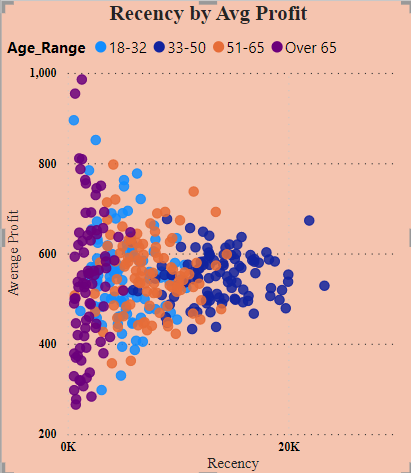 Recency by Avg Profit
Age_Range 18-32 33-50 51-65 Over 65
1,000
800
600
400
200
Average Profit
0K 20K
Recency